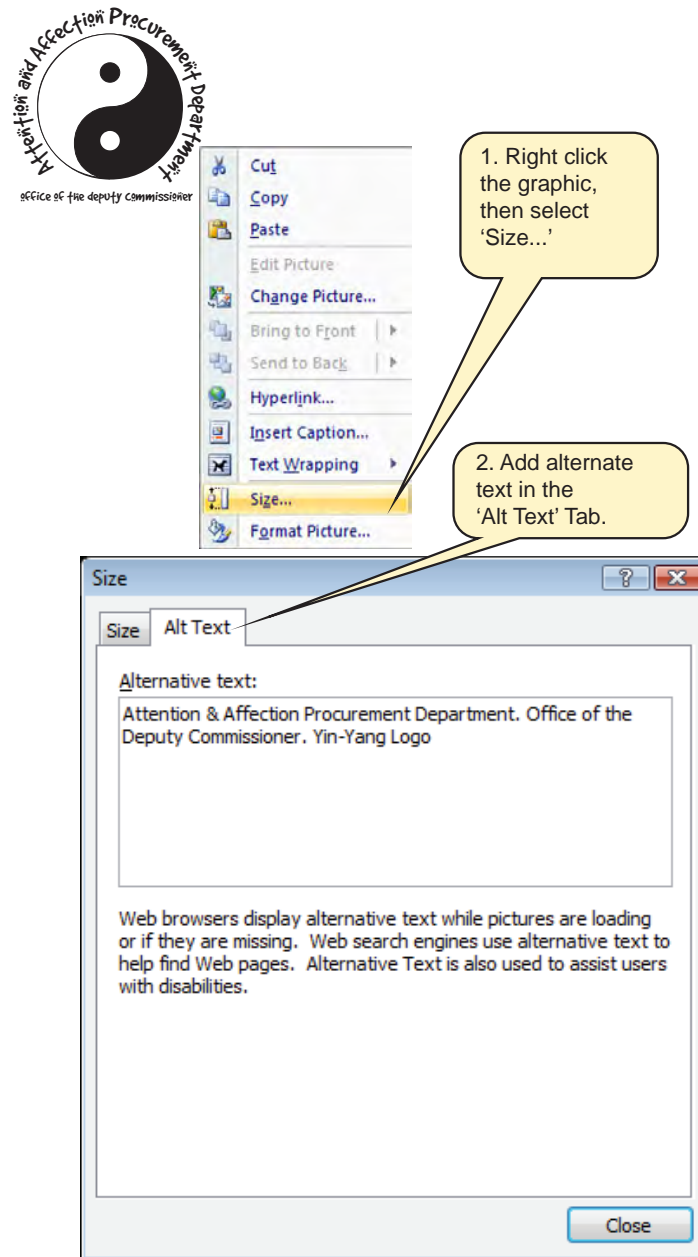 Attention and Affection Procurement Department
office of the deputy commissioner
Cut
Copy
Paste
Edit Picture
Change Picture...
Bring to Front
Send to Back
Hyperlink...
Insert Caption...
Text Wrapping
Size...
Format Picture...
1. Right click
the graphic,
then select
‘Size...’
2. Add alternate
text in the
‘Alt Text’ Tab.
Size
Size
Alt Text
Alternative text:
Attention & Affection Procurement Department. Office of the
Deputy Commissioner. Yin-Yang Logo
Web browsers display alternative text while pictures are loading
or if they are missing. Web search engines use alternative text to
help find Web pages. Alternative Text is also used to assist users
with disabilities.
Close